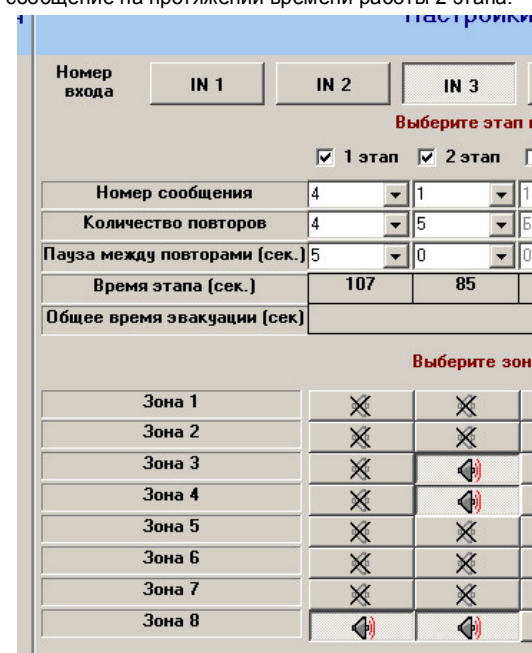 сообщение на протяжении времени работы 2 этапа.
Настройки
Номер входа IN 1 IN 2 IN 3
Выберите этап
1 этап 2 этап
Номер сообщения 4 1 1
Количество повторов 4 5
Пауза между повторами (сек.) 5 0 0
Время этапа (сек.) 107 85
Общее время эвакуации (сек)
Выберите
Зона 1
Зона 2
Зона 3
Зона 4
Зона 5
Зона 6
Зона 7
Зона 8